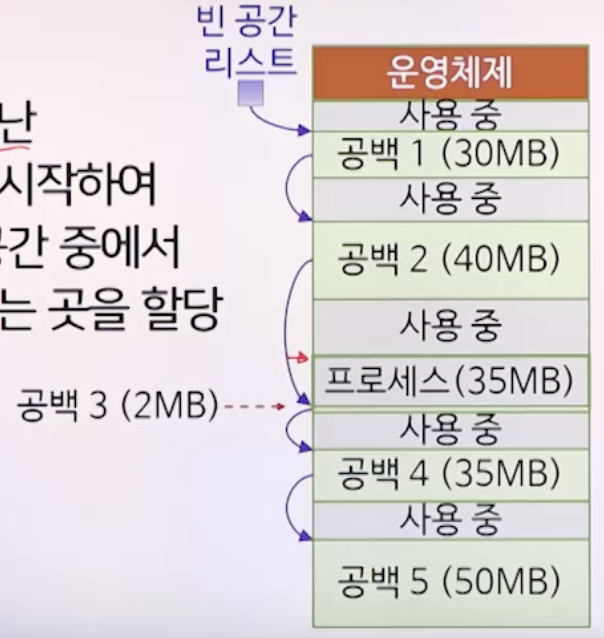 빈 공간
리스트
난
시작하여
공간 중에서
는 곳을 할당
공백 3 (2MB)
운영체제
사용 중
공백 1 (30MB)
사용 중
공백 2 (40MB)
사용 중
프로세스(35MB)
사용 중
공백 4 (35MB)
사용 중
공백 5 (50MB)